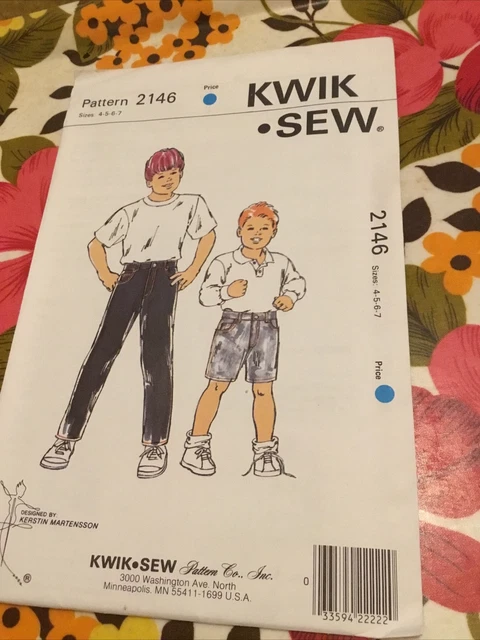 Pattern 2146
Sizes: 4-5-6-7
Price
KWIK
•SEW®
2146
Sizes: 4-5-6-7
Price
DESIGNED BY:
KERSTIN MARTENSSON
®
KWIK•SEW Pattern Co., Inc.
3000 Washington Ave. North
Minneapolis, MN 55411-1699 U.S.A.
0
33594 22222